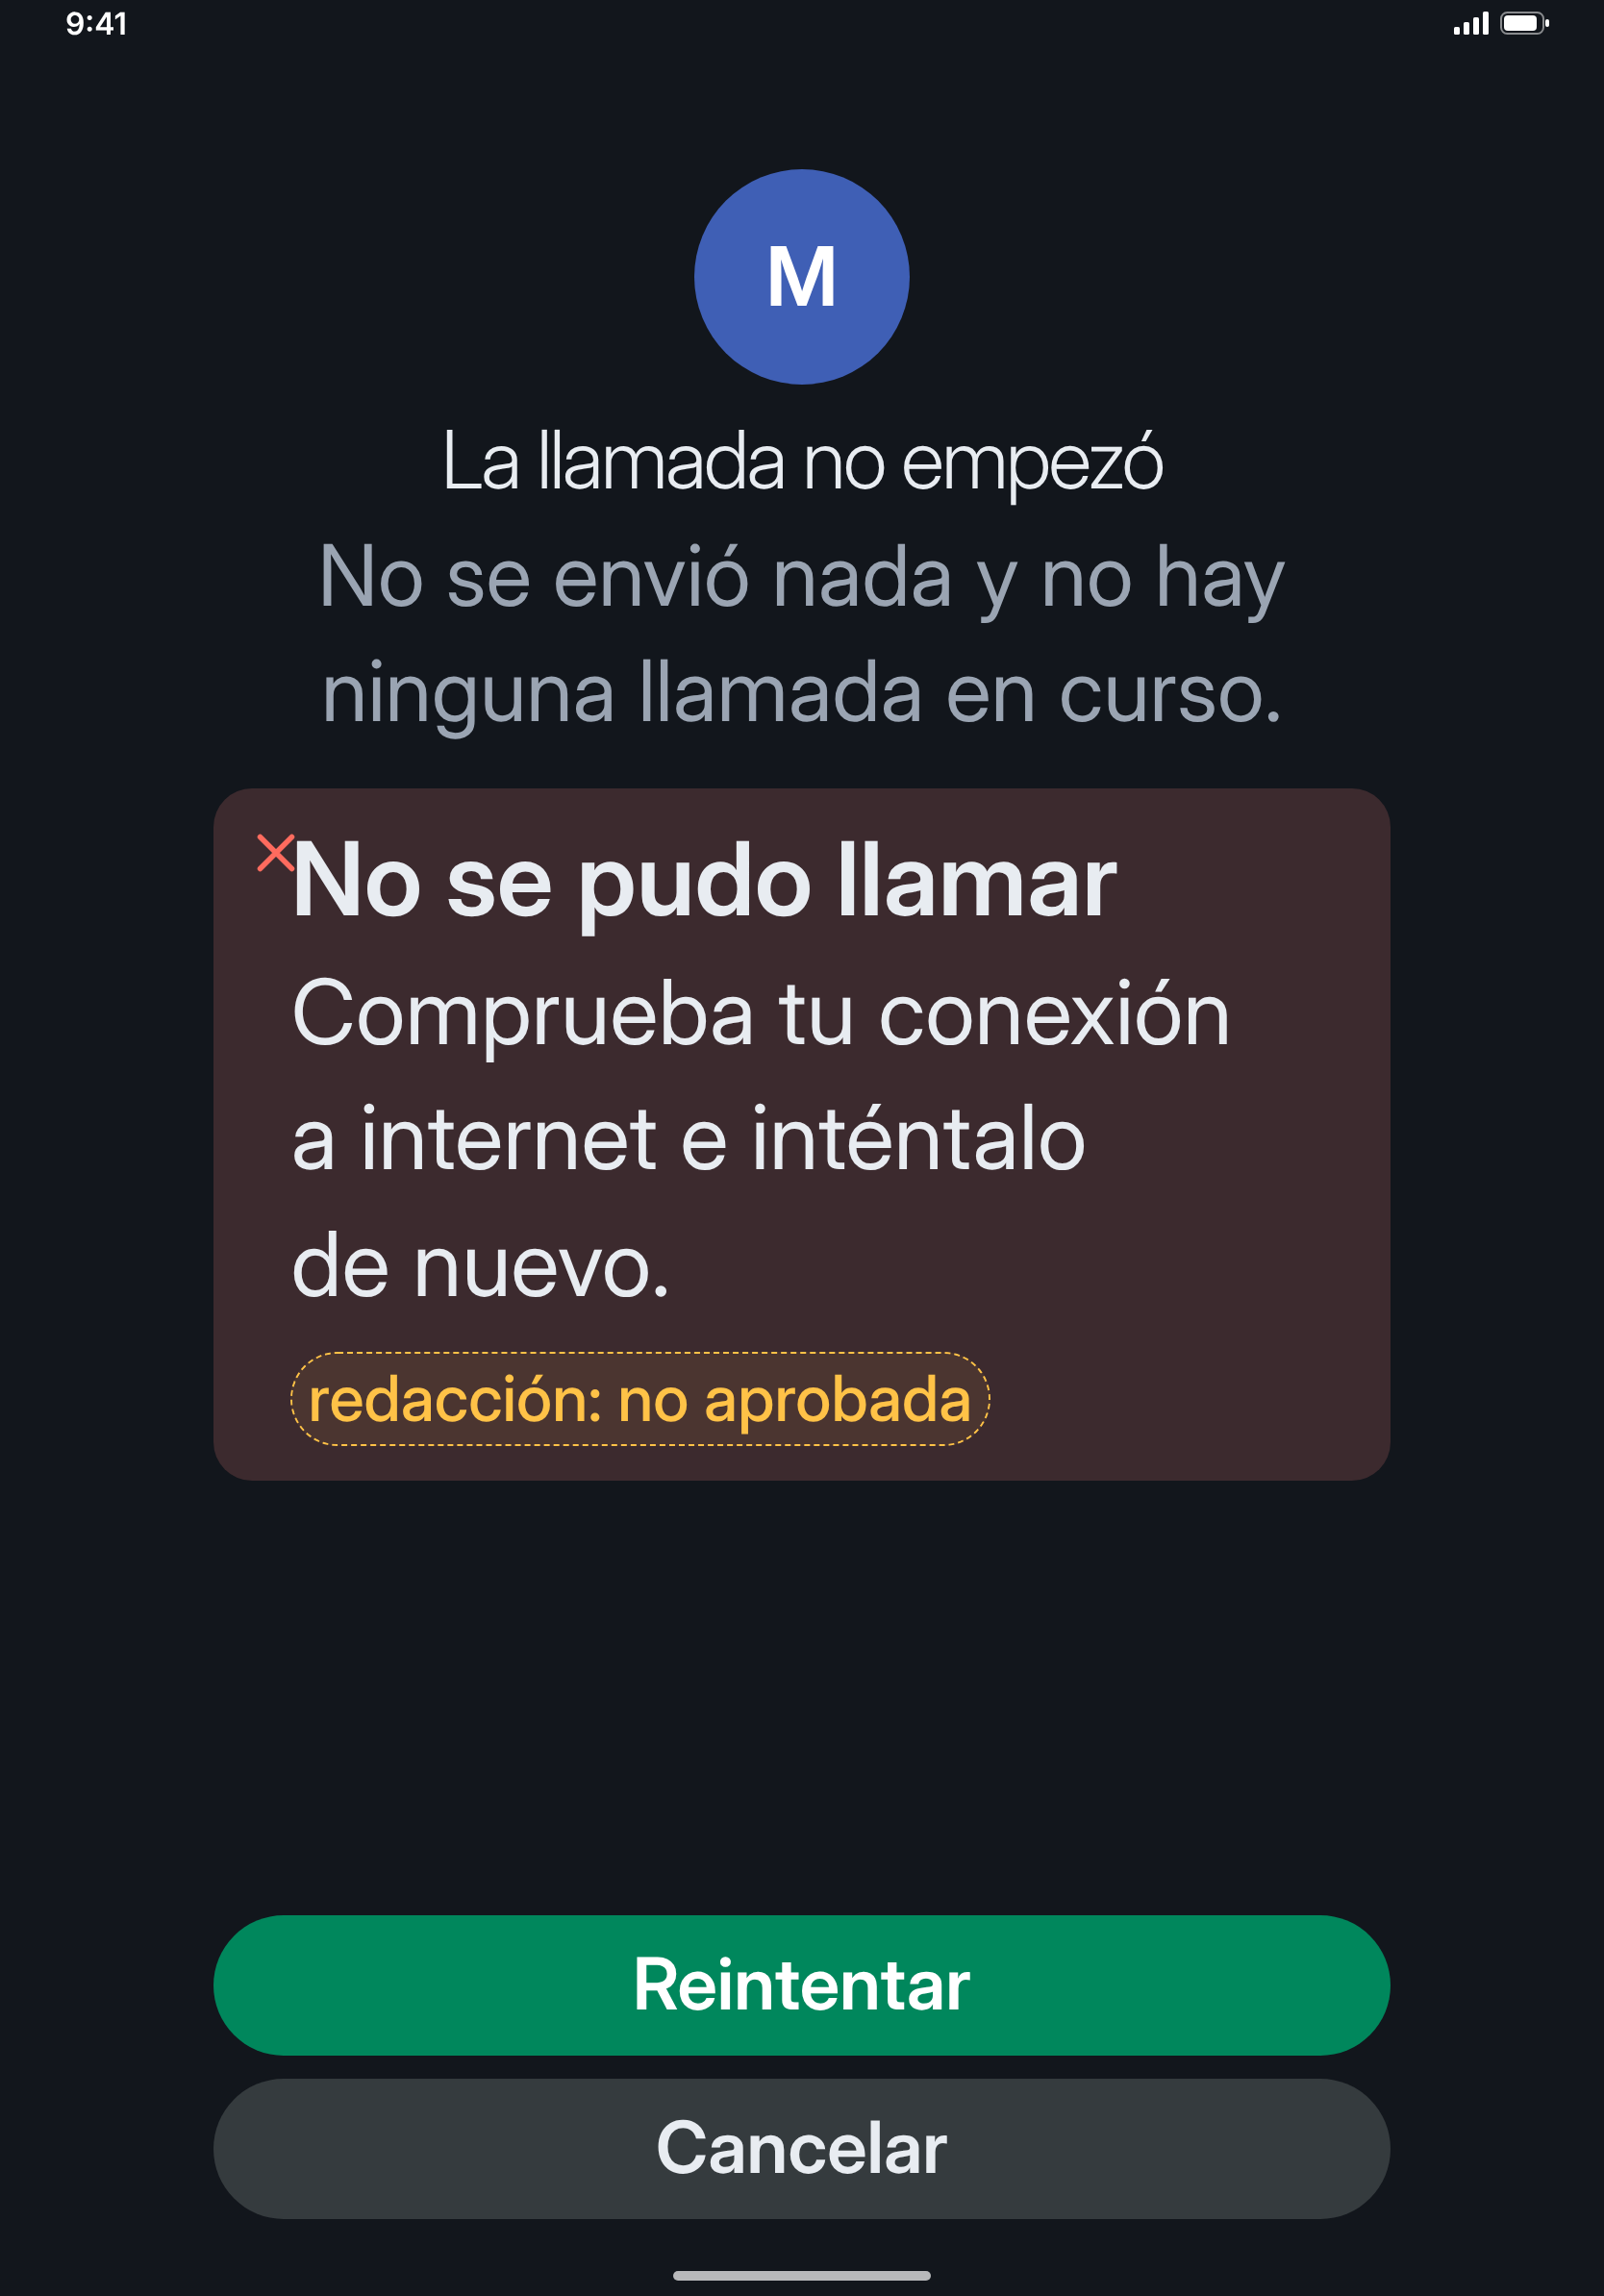 9:41
M
La llamada no empezó
No se envió nada y no hay
ninguna llamada en curso.
No se pudo llamar
Comprueba tu conexión
a internet e inténtalo
de nuevo.
redacción: no aprobada
Reintentar
Cancelar